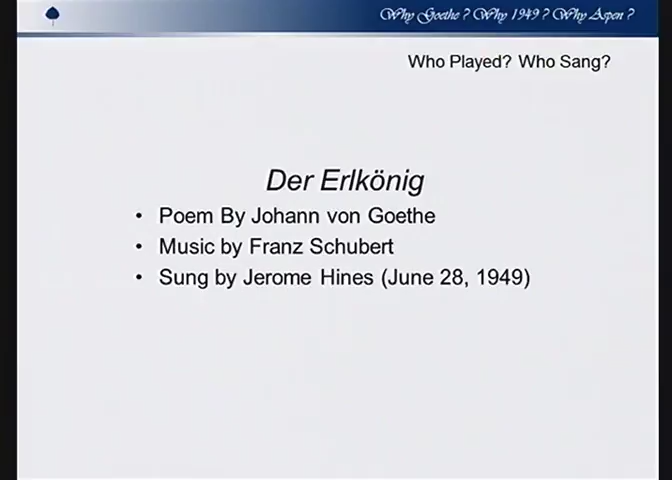 Why Goethe? Why 1949? Why Aspen?
Who Played? Who Sang?
Der Erlkönig
• Poem By Johann von Goethe
• Music by Franz Schubert
• Sung by Jerome Hines (June 28, 1949)